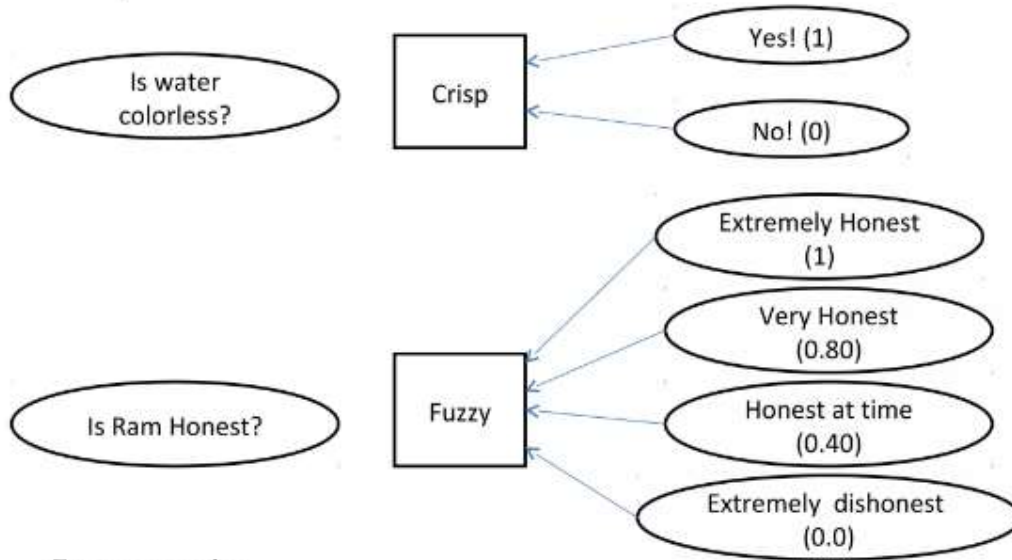 Is water
colorless?
Crisp
Yes! (1)
No! (0)
Is Ram Honest?
Fuzzy
Extremely Honest
(1)
Very Honest
(0.80)
Honest at time
(0.40)
Extremely dishonest
(0.0)